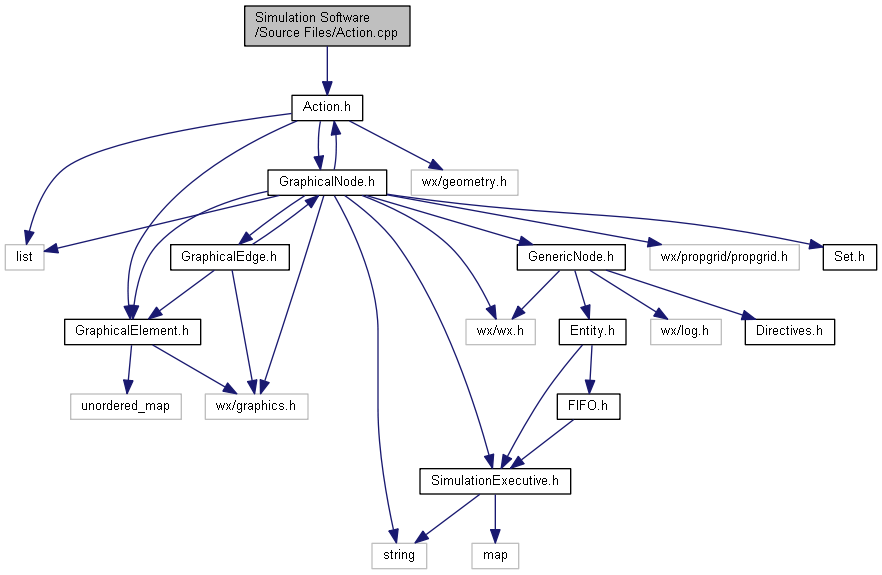 Simulation Software
/Source Files/Action.cpp
Action.h
GraphicalNode.h
wx/geometry.h
list
GraphicalEdge.h
GenericNode.h
wx/propgrid/propgrid.h
Set.h
GraphicalElement.h
wx/wx.h
Entity.h
wx/log.h
Directives.h
unordered_map
wx/graphics.h
FIFO.h
SimulationExecutive.h
string
map